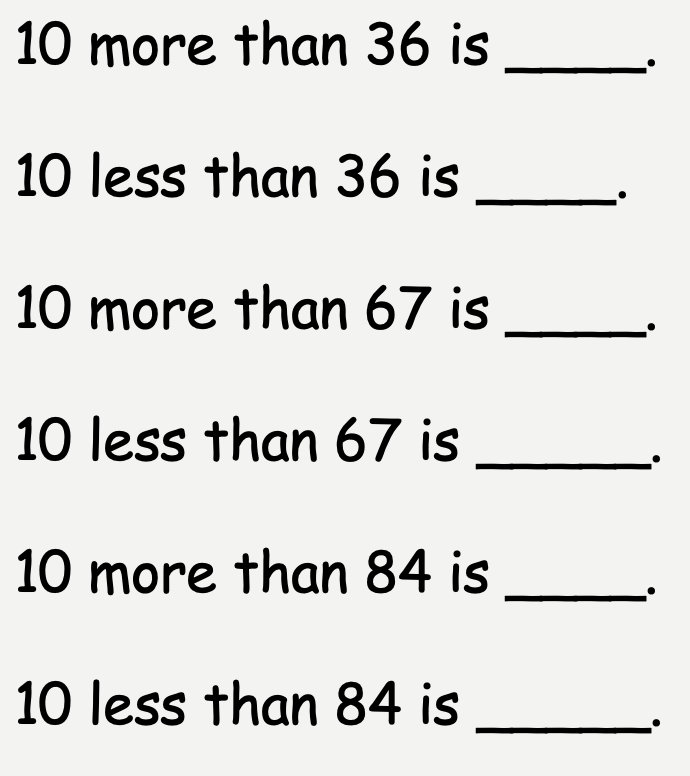 10 more than 36 is ____.
10 less than 36 is ____.
10 more than 67 is ____.
10 less than 67 is _____.
10 more than 84 is ____.
10 less than 84 is _____.